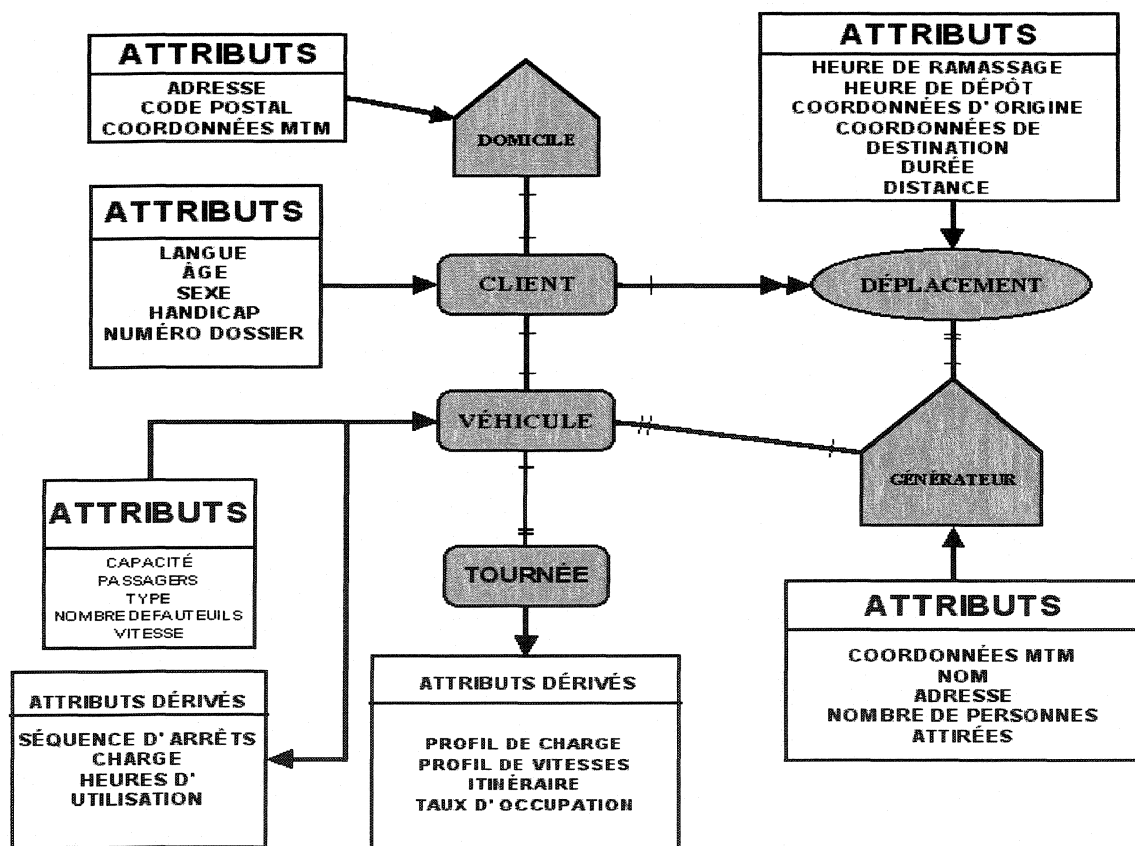 ATTRIBUTS
ADRESSE
CODE POSTAL
COORDONNÉES MTM
DOMICILE
ATTRIBUTS
HEURE DE RAMASSAGE
HEURE DE DÉPÔT
COORDONNÉES D'ORIGINE
COORDONNÉES DE
DESTINATION
DURÉE
DISTANCE
ATTRIBUTS
LANGUE
ÂGE
SEXE
HANDICAP
NUMÉRO DOSSIER
CLIENT
DÉPLACEMENT
VÉHICULE
GÉNÉRATEUR
ATTRIBUTS
CAPACITÉ
PASSAGERS
TYPE
NOMBRE DE FAUTEUILS
VITESSE
TOURNÉE
ATTRIBUTS
COORDONNÉES MTM
NOM
ADRESSE
NOMBRE DE PERSONNES
ATTIRÉES
ATTRIBUTS DÉRIVÉS
SÉQUENCE D'ARRÊTS
CHARGE
HEURES D'
UTILISATION
ATTRIBUTS DÉRIVÉS
PROFIL DE CHARGE
PROFIL DE VITESSES
ITINÉRAIRE
TAUX D'OCCUPATION